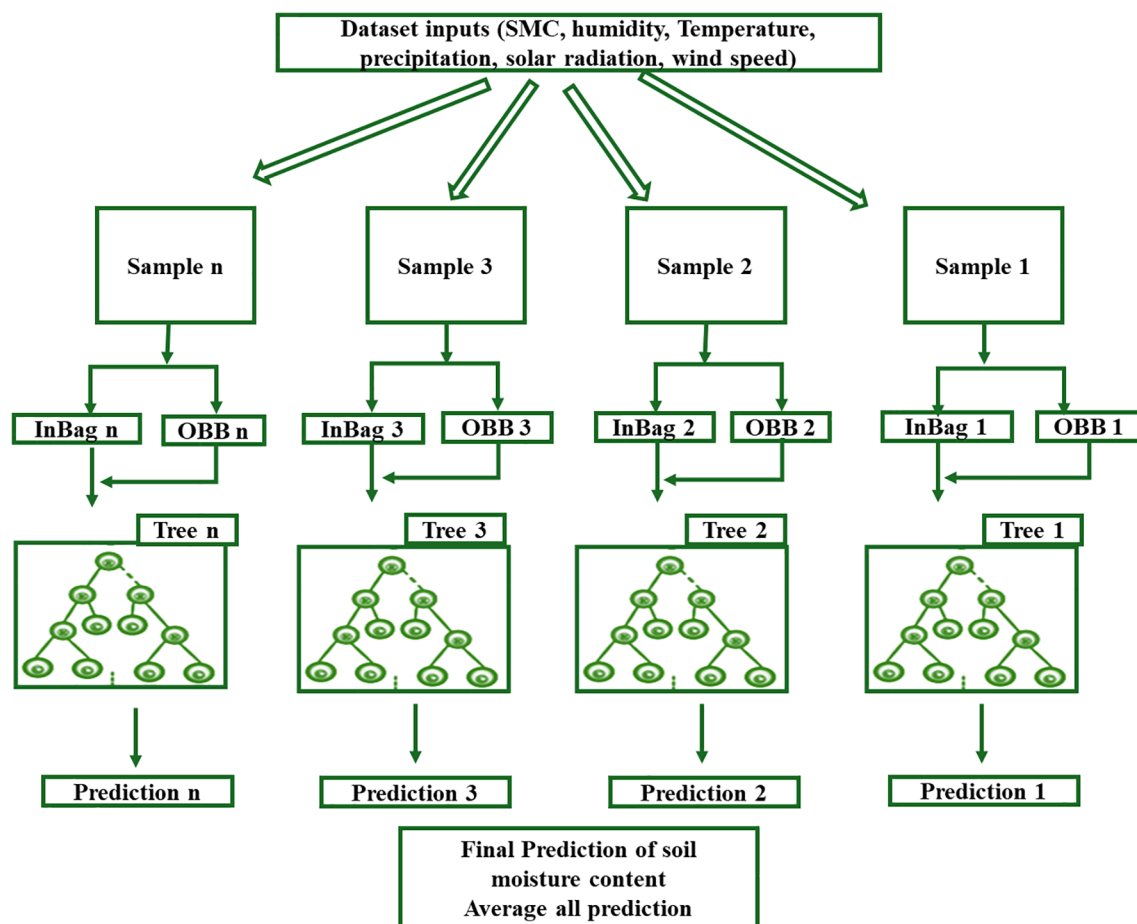 Dataset inputs (SMC, humidity, Temperature,
precipitation, solar radiation, wind speed)
Sample n
Sample 3
Sample 2
Sample 1
InBag n
OBB n
InBag 3
OBB 3
InBag 2
OBB 2
InBag 1
OBB 1
Tree n
Tree 3
Tree 2
Tree 1
Prediction n
Prediction 3
Prediction 2
Prediction 1
Final Prediction of soil
moisture content
Average all prediction